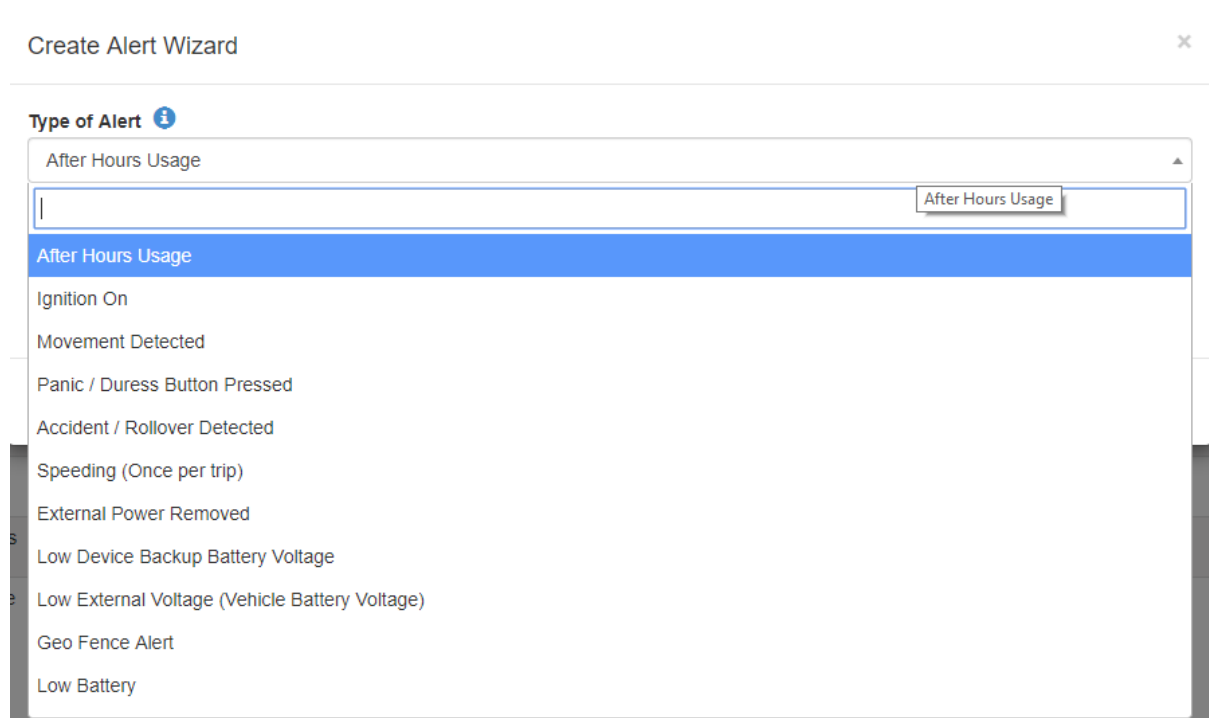 Create Alert Wizard
×
Type of Alert
After Hours Usage
After Hours Usage
After Hours Usage
Ignition On
Movement Detected
Panic / Duress Button Pressed
Accident / Rollover Detected
Speeding (Once per trip)
External Power Removed
s
Low Device Backup Battery Voltage
e
Low External Voltage (Vehicle Battery Voltage)
Geo Fence Alert
Low Battery